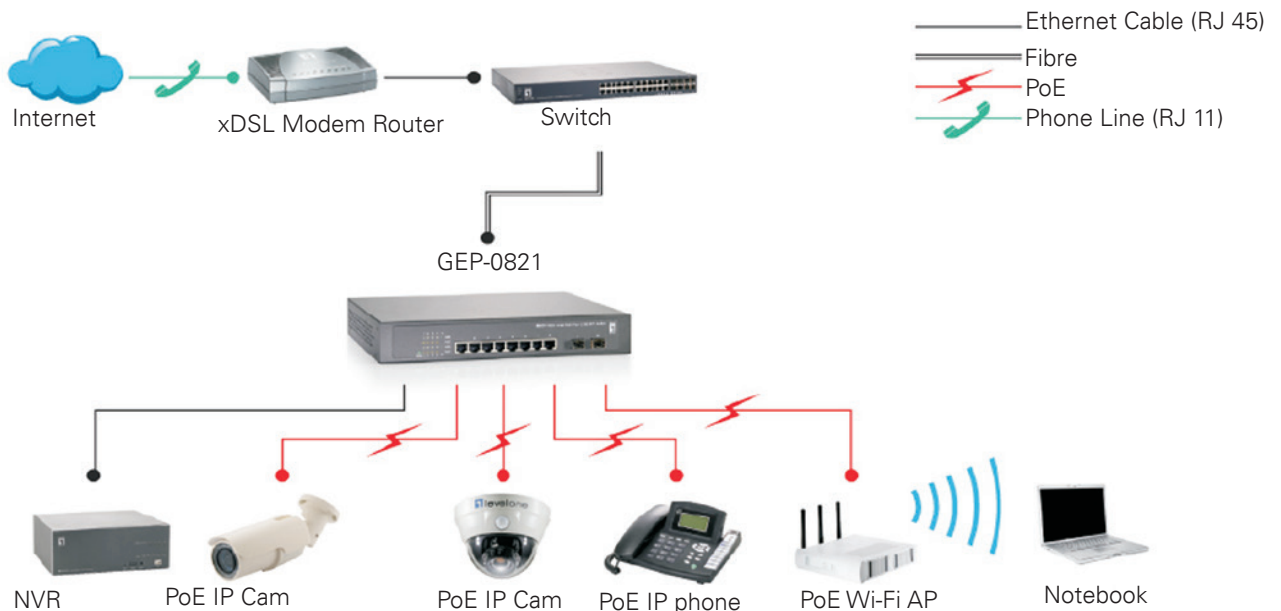 Ethernet Cable (RJ 45)
Fibre
PoE
Phone Line (RJ 11)
Internet
xDSL Modem Router
Switch
GEP-0821
levelone
NVR
PoE IP Cam
PoE IP Cam
PoE IP phone
PoE Wi-Fi AP
Notebook